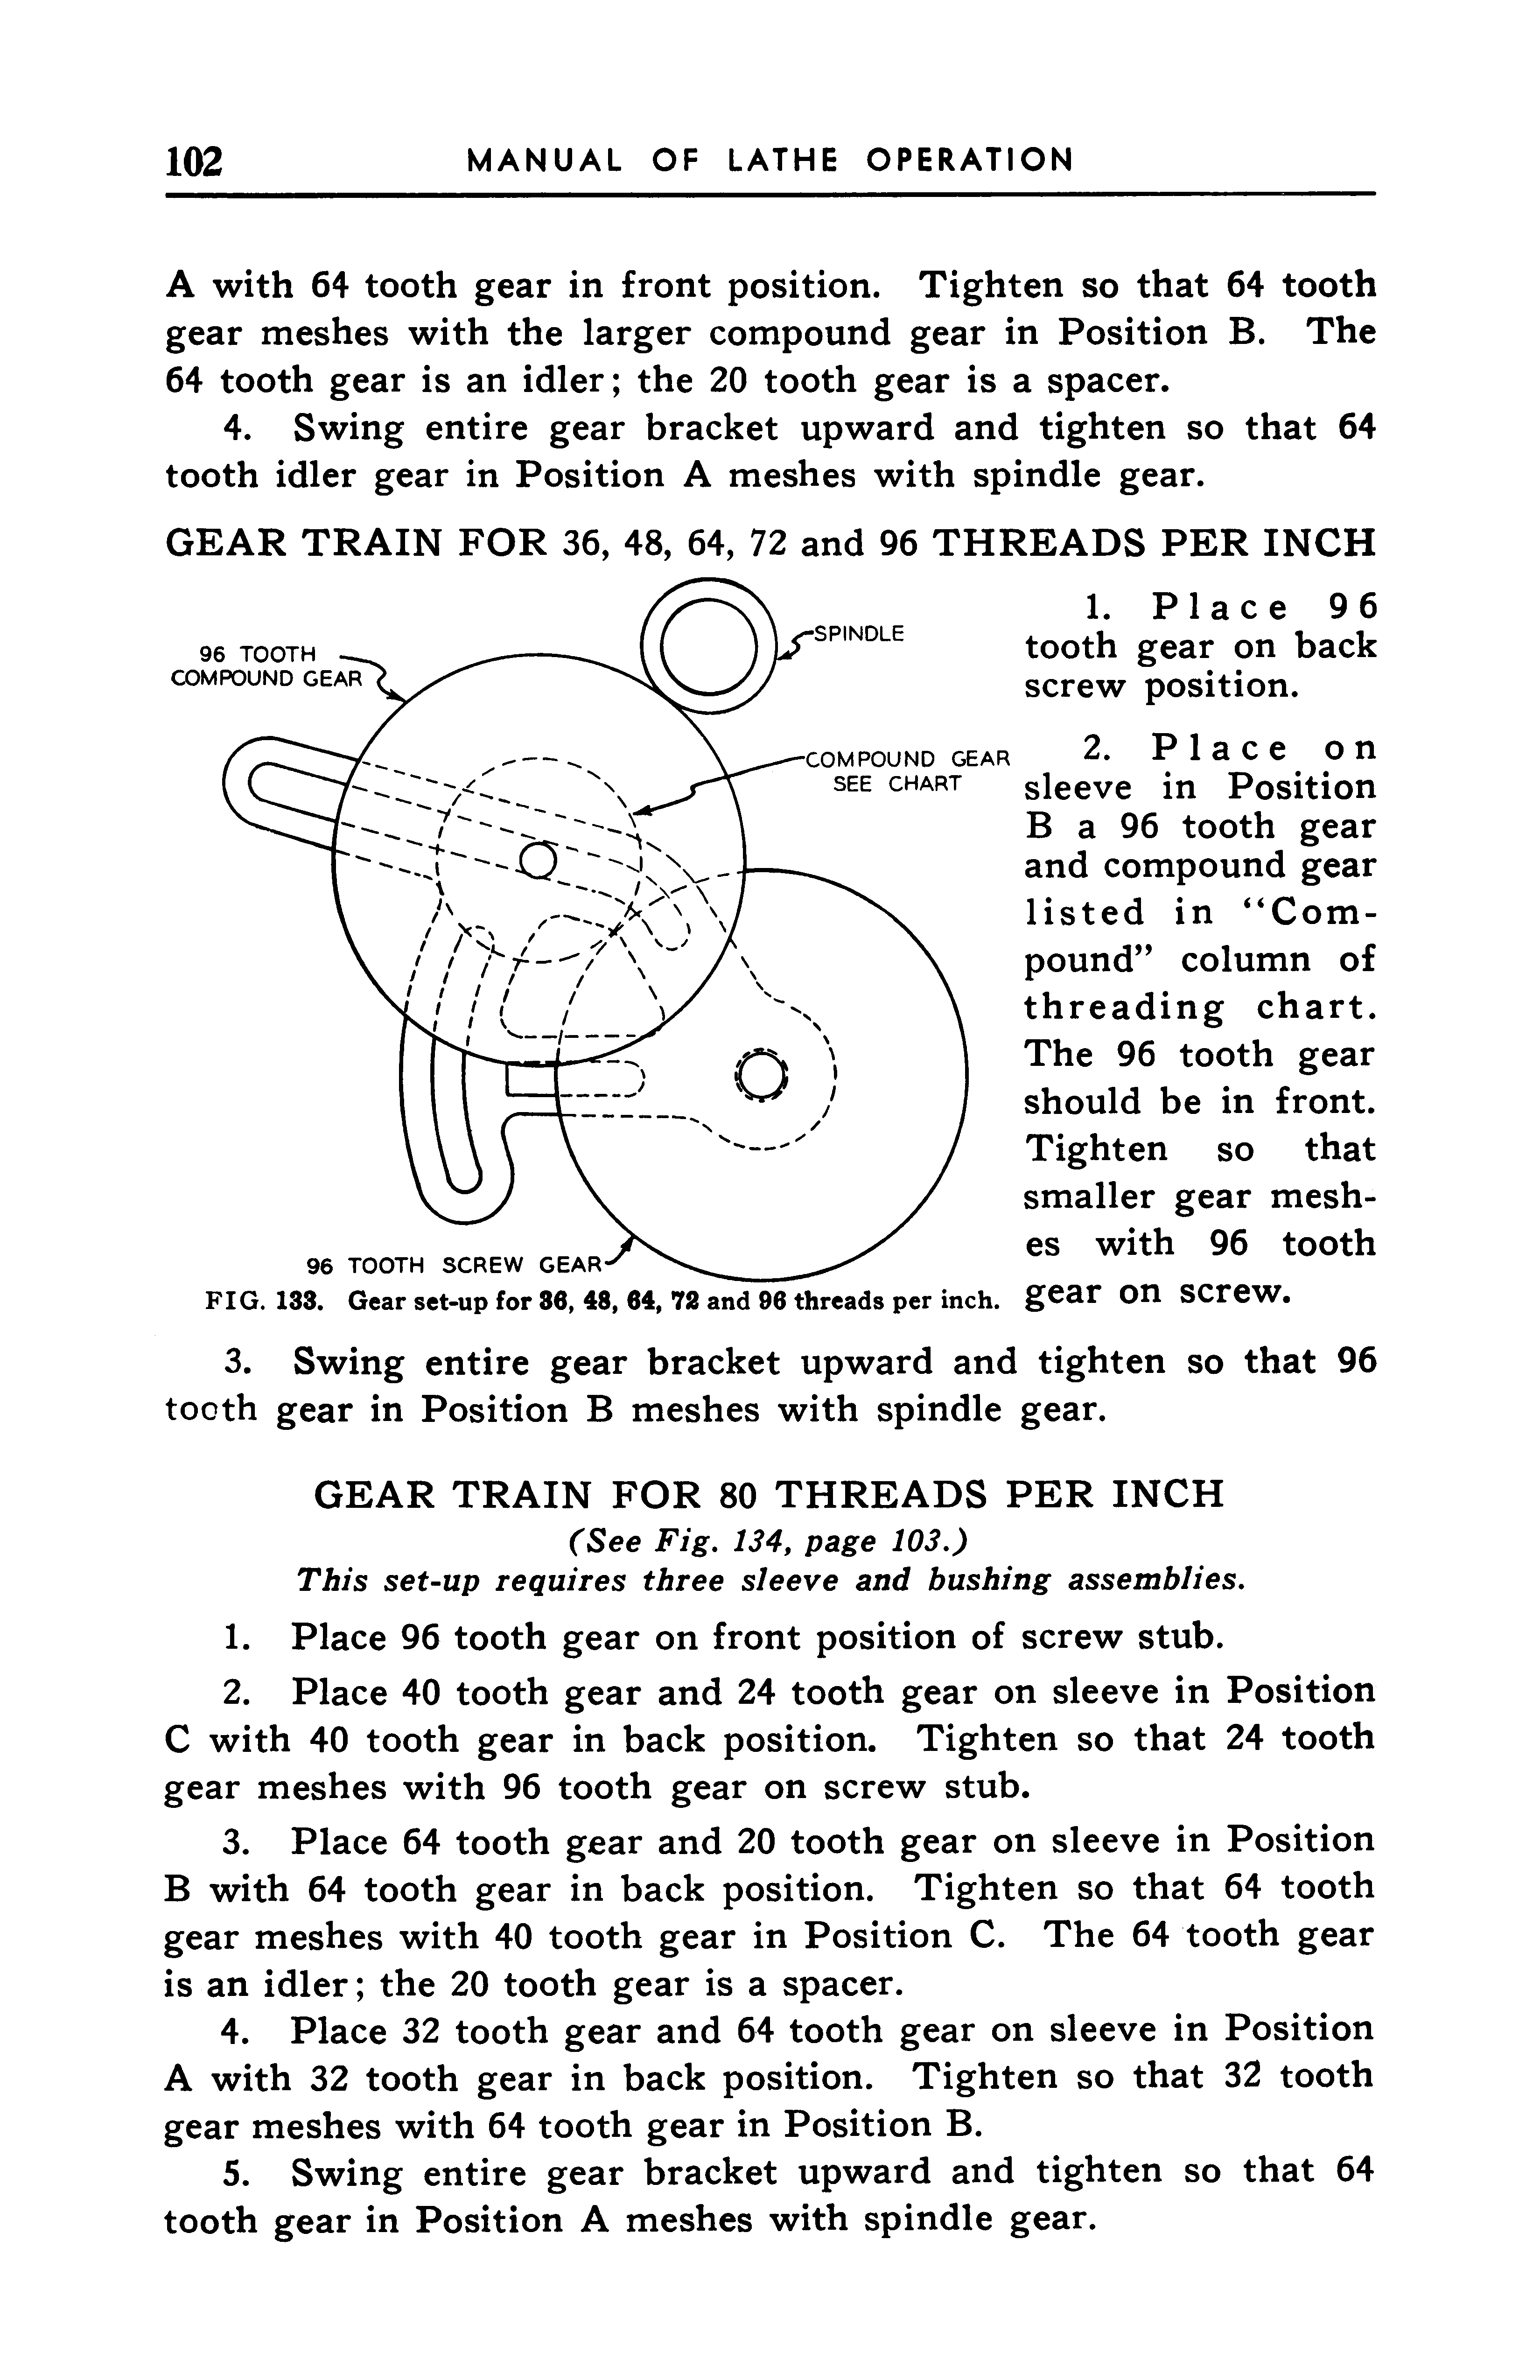 102 MANUAL OF LATHE OPERATION
A with 64 tooth gear in front position. Tighten so that 64 tooth
gear meshes with the larger compound gear in Position B. The
64 tooth gear is an idler; the 20 tooth gear is a spacer.
4. Swing entire gear bracket upward and tighten so that 64
tooth idler gear in Position A meshes with spindle gear.
GEAR TRAIN FOR 36, 48, 64, 72 and 96 THREADS PER INCH
96 TOOTH
COMPOUND GEAR
SPINDLE
COMPOUND GEAR
SEE CHART
96 TOOTH SCREW GEAR
FIG. 133. Gear set-up for 36, 48, 64, 72 and 96 threads per inch.
1. Place 96
tooth gear on back
screw position.
2. Place on
sleeve in Position
B a 96 tooth gear
and compound gear
listed in “Com-
pound” column of
threading chart.
The 96 tooth gear
should be in front.
Tighten so that
smaller gear mesh-
es with 96 tooth
gear on screw.
3. Swing entire gear bracket upward and tighten so that 96
tooth gear in Position B meshes with spindle gear.
GEAR TRAIN FOR 80 THREADS PER INCH
(See Fig. 134, page 103.)
This set-up requires three sleeve and bushing assemblies.
1. Place 96 tooth gear on front position of screw stub.
2. Place 40 tooth gear and 24 tooth gear on sleeve in Position
C with 40 tooth gear in back position. Tighten so that 24 tooth
gear meshes with 96 tooth gear on screw stub.
3. Place 64 tooth gear and 20 tooth gear on sleeve in Position
B with 64 tooth gear in back position. Tighten so that 64 tooth
gear meshes with 40 tooth gear in Position C. The 64 tooth gear
is an idler; the 20 tooth gear is a spacer.
4. Place 32 tooth gear and 64 tooth gear on sleeve in Position
A with 32 tooth gear in back position. Tighten so that 32 tooth
gear meshes with 64 tooth gear in Position B.
5. Swing entire gear bracket upward and tighten so that 64
tooth gear in Position A meshes with spindle gear.